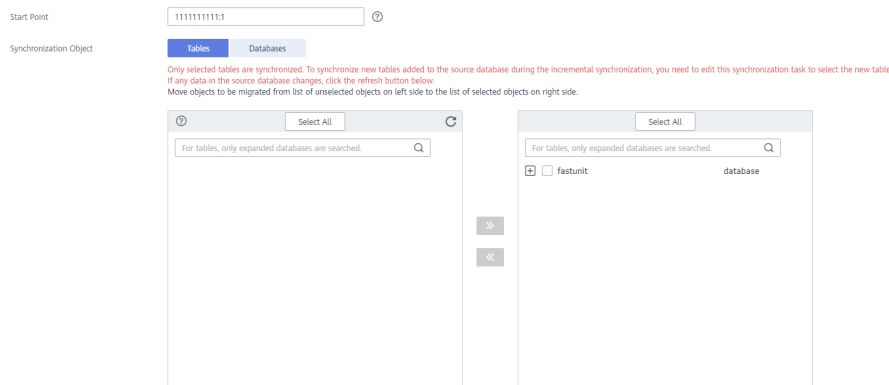 Start Point
1111111111:1
Synchronization Object
Tables
Databases
Only selected tables are synchronized. To synchronize new tables added to the source database during the incremental synchronization, you need to edit this synchronization task to select the new table
If any data in the source database changes, click the refresh button below.
Move objects to be migrated from list of unselected objects on left side to the list of selected objects on right side.
Select All
Select All
For tables, only expanded databases are searched.
For tables, only expanded databases are searched.
fastunit
database